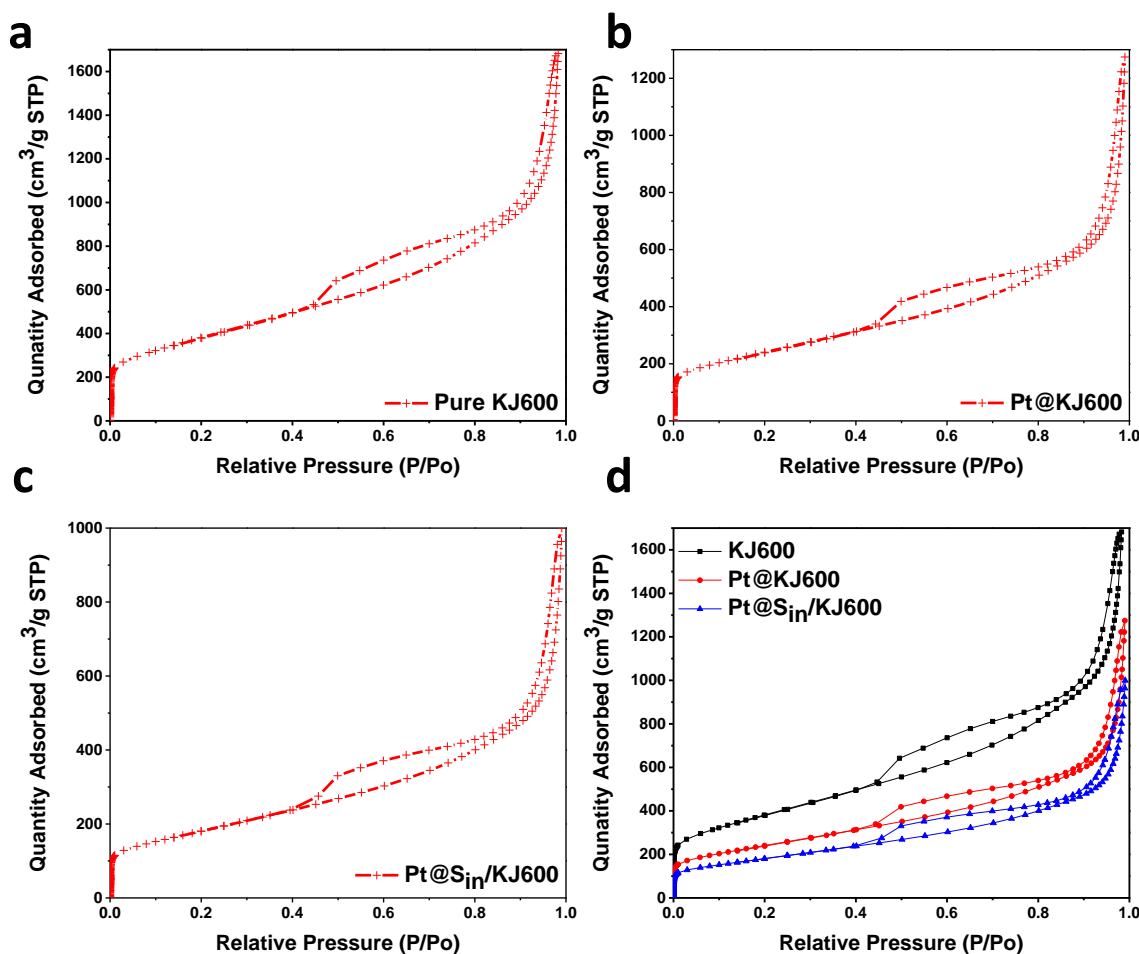 a
Qunatity Adsorbed (cm³/g STP)
1600
1400
1200
1000
800
600
400
200
0
0.0 0.2 0.4 0.6 0.8 1.0
Pure KJ600
Relative Pressure (P/Po)
b
Quantity Adsorbed (cm³/g STP)
1200
1000
800
600
400
200
0
0.0 0.2 0.4 0.6 0.8 1.0
Pt@KJ600
Relative Pressure (P/Po)
c
Quantity Adsorbed (cm³/g STP)
1000
800
600
400
200
0
0.0 0.2 0.4 0.6 0.8 1.0
Pt@Sin/KJ600
Relative Pressure (P/Po)
d
Quantity Adsorbed (cm³/g STP)
1600
1400
1200
1000
800
600
400
200
0
0.0 0.2 0.4 0.6 0.8 1.0
KJ600
Pt@KJ600
Pt@Sin/KJ600
Relative Pressure (P/Po)